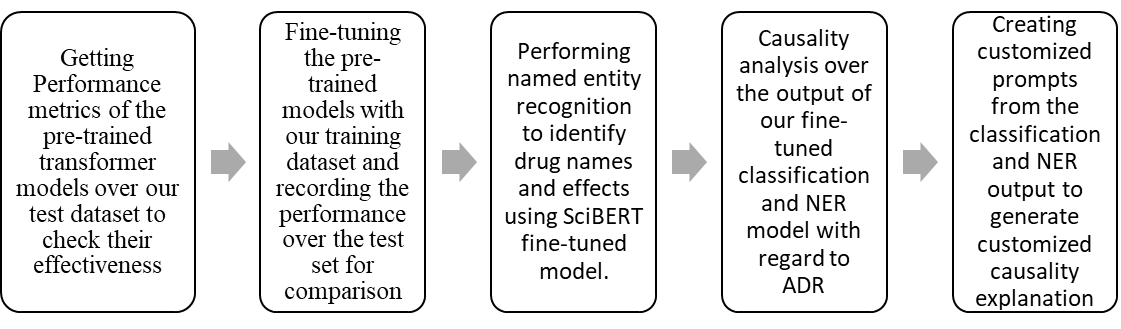 Getting
Performance
metrics of the
pre-trained
transformer
models over our
test dataset to
check their
effectiveness
Fine-tuning
the pre-
trained
models with
our training
dataset and
recording the
performance
over the test
set for
comparison
Performing
named entity
recognition
to identify
drug names
and effects
using SciBERT
fine-tuned
model.
Causality
analysis over
the output of
our fine-
tuned
classification
and NER
model with
regard to
ADR
Creating
customized
prompts
from the
classification
and NER
output to
generate
customized
causality
explanation